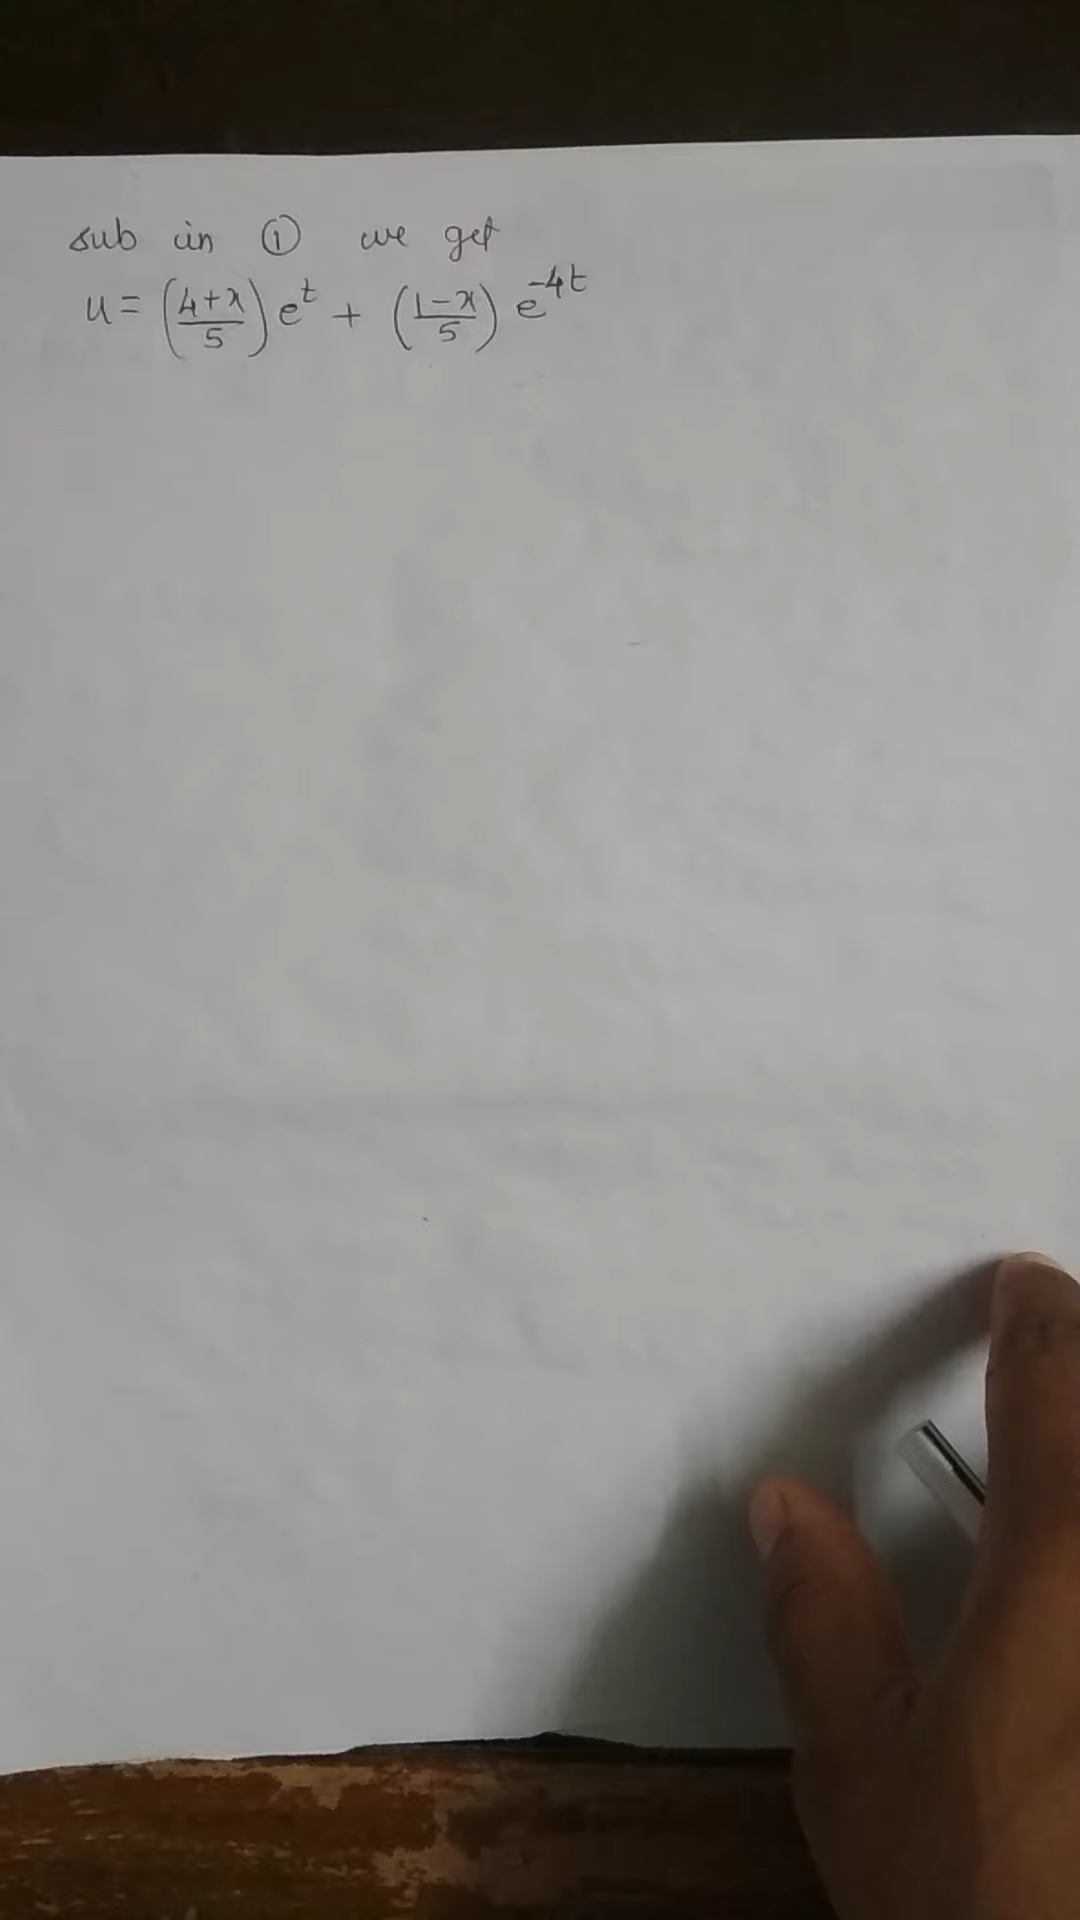 sub in ① we get
u = (4+x/5) e^t + (1-x/5) e^-4t